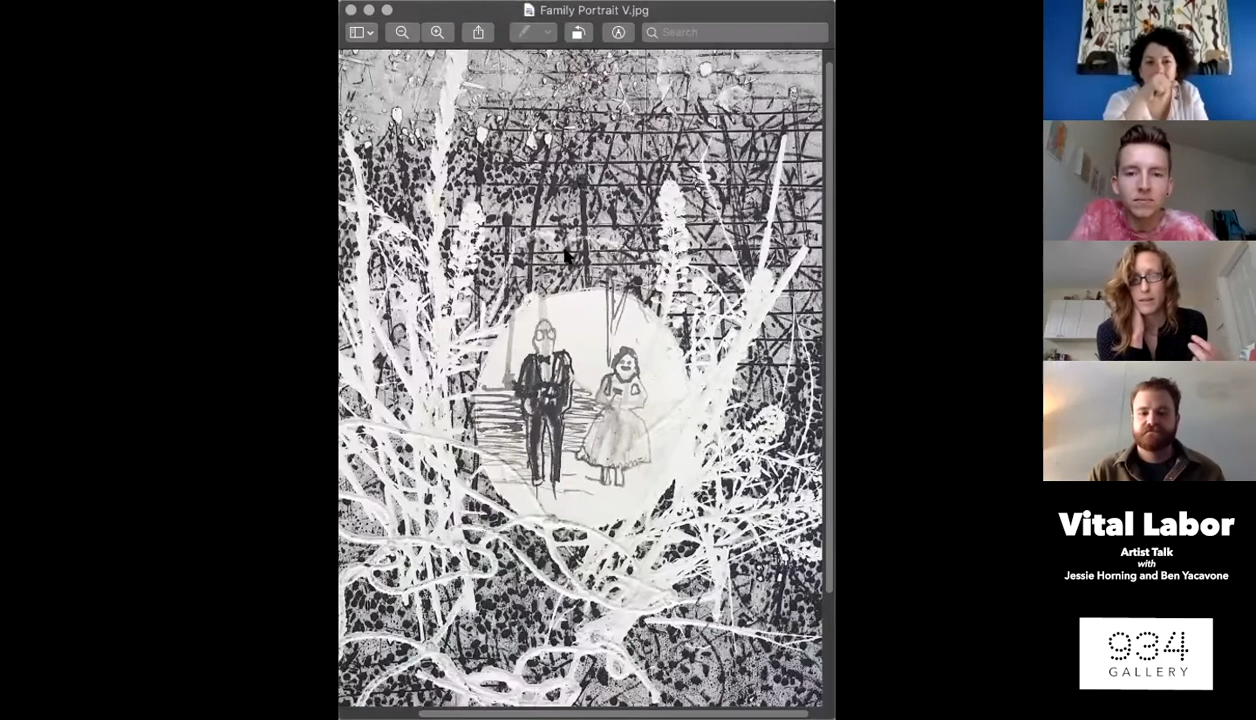 Family Portrait V.jpg
Search
Vital Labor
Artist Talk
with
Jessie Horning and Ben Yacavone
934
GALLERY